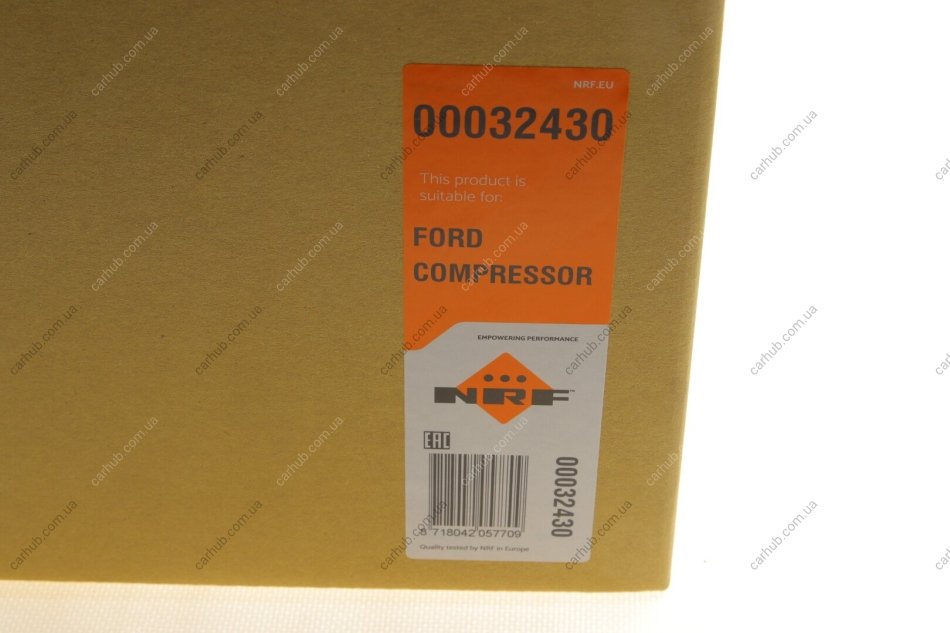 NRF.EU
00032430
This product is
suitable for:
FORD
COMPRESSOR
EMPOWERING PERFORMANCE
NRF™
EAC
00032430
8 718042 057709
Quality tested by NRF in Europe
carhub.com.ua